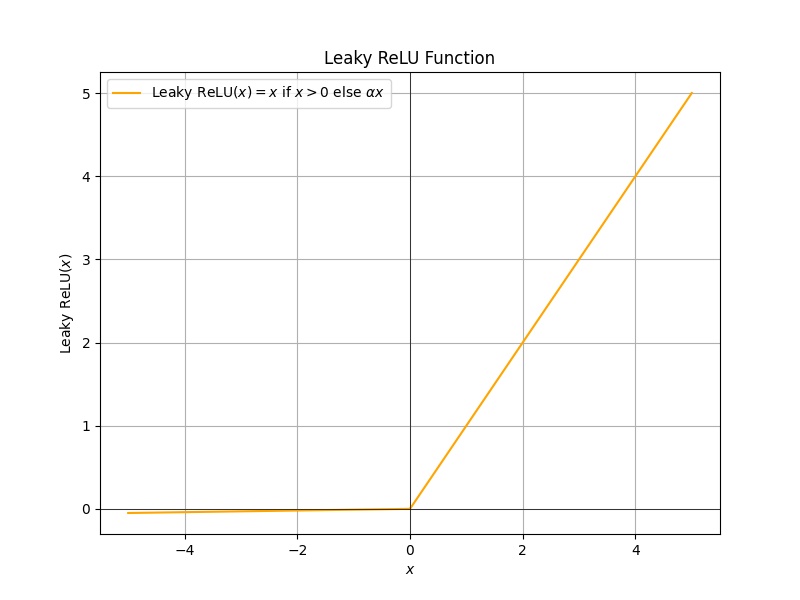 Leaky ReLU Function
Leaky ReLU(x) = x if x > 0 else αx
5
4
3
2
1
0
Leaky ReLU(x)
−4 −2 0 2 4
x